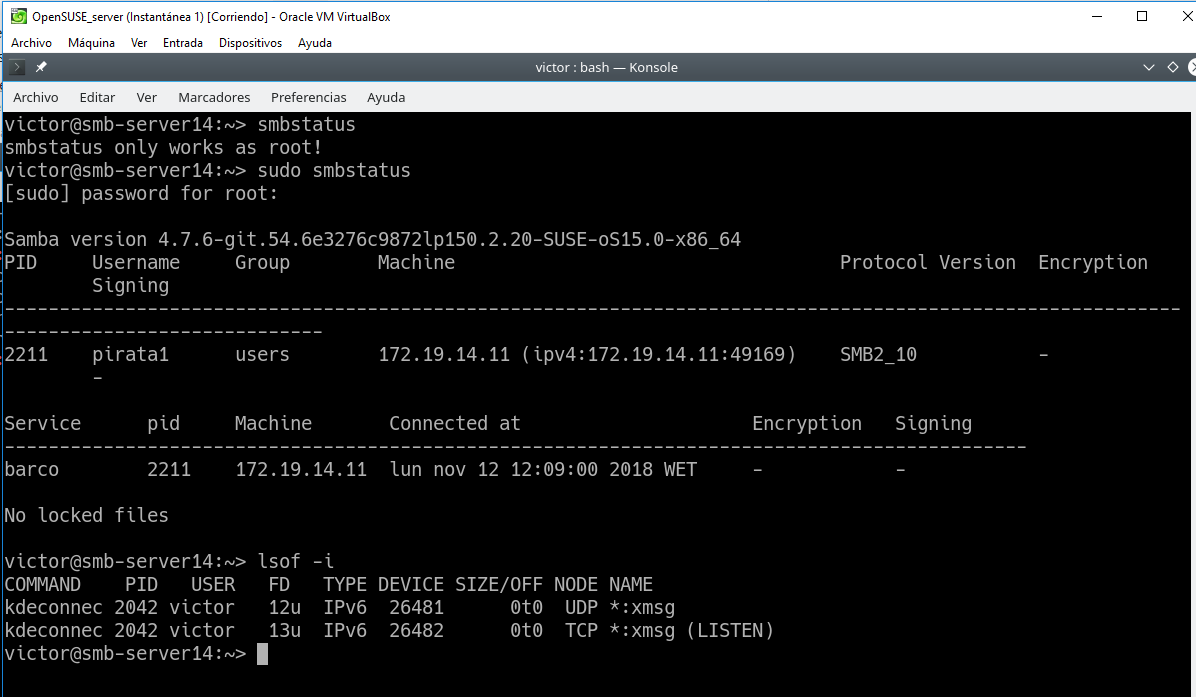 OpenSUSE_server (Instantánea 1) [Corriendo] - Oracle VM VirtualBox
Archivo Máquina Ver Entrada Dispositivos Ayuda
victor : bash — Konsole
Archivo Editar Ver Marcadores Preferencias Ayuda
victor@smb-server14:~> smbstatus
smbstatus only works as root!
victor@smb-server14:~> sudo smbstatus
[sudo] password for root:
Samba version 4.7.6-git.54.6e3276c9872lp150.2.20-SUSE-oS15.0-x86_64
PID     Username     Group        Machine                                   Protocol Version  Encryption
        Signing
-----------------------------------------------------------------------------------------------------------
-----------------------------
2211    pirata1      users        172.19.14.11 (ipv4:172.19.14.11:49169)    SMB2_10           -
        -
Service      pid     Machine       Connected at                     Encryption   Signing
---------------------------------------------------------------------------------------------
barco        2211    172.19.14.11  lun nov 12 12:09:00 2018 WET     -            -
No locked files
victor@smb-server14:~> lsof -i
COMMAND    PID   USER   FD   TYPE DEVICE SIZE/OFF NODE NAME
kdeconnec 2042 victor   12u  IPv6  26481      0t0  UDP *:xmsg
kdeconnec 2042 victor   13u  IPv6  26482      0t0  TCP *:xmsg (LISTEN)
victor@smb-server14:~>